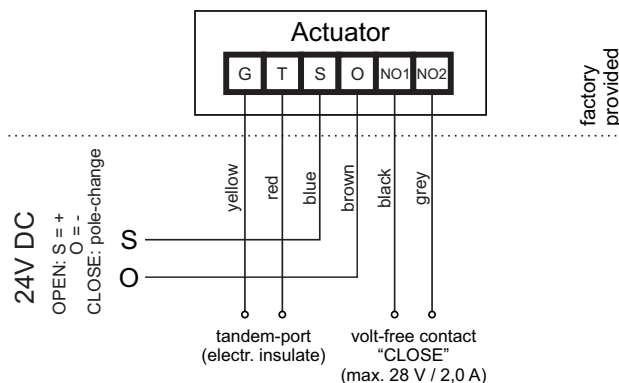 Actuator
G T S O NO1 NO2
factory
provided
yellow
red
blue
brown
black
grey
24V DC
OPEN: S = +
O = -
CLOSE: pole-change
S
O
tandem-port
(electr. insulate)
volt-free contact
“CLOSE”
(max. 28 V / 2,0 A)